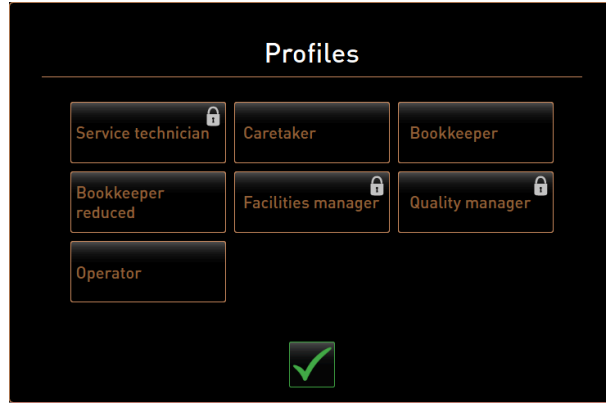 Profiles
Service technician
Caretaker
Bookkeeper
Bookkeeper
reduced
Facilities manager
Quality manager
Operator